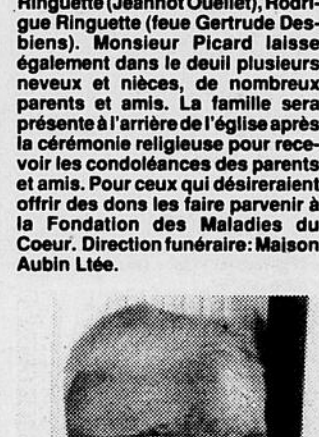 Ringuette (Jeannot Ouellet), Rodri-
gue Ringuette (feue Gertrude Des-
biens). Monsieur Picard laisse
également dans le deuil plusieurs
neveux et nièces, de nombreux
parents et amis. La famille sera
présente à l'arrière de l'église après
la cérémonie religieuse pour rece-
voir les condoléances des parents
et amis. Pour ceux qui désireraient
offrir des dons les faire parvenir à
la Fondation des Maladies du
Coeur. Direction funéraire: Maison
Aubin Ltée.